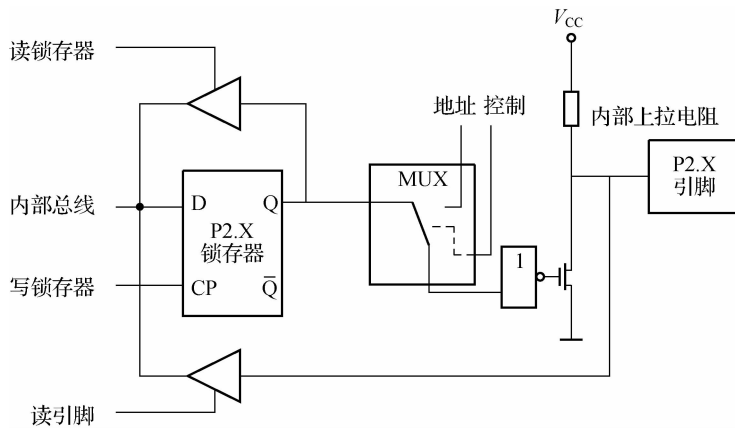 V_CC
读锁存器
地址 控制
内部上拉电阻
MUX
P2.X
引脚
内部总线
D
Q
P2.X
锁存器
1
写锁存器
CP
Q̅
读引脚